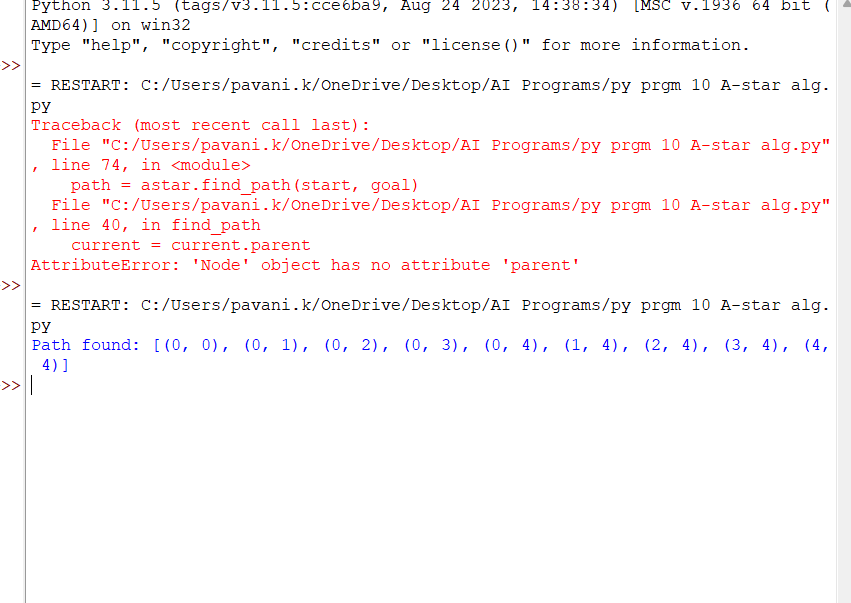 Python 3.11.5 (tags/v3.11.5:cce6ba9, Aug 24 2023, 14:38:34) [MSC v.1936 64 bit (
AMD64)] on win32
Type "help", "copyright", "credits" or "license()" for more information.
>>
= RESTART: C:/Users/pavani.k/OneDrive/Desktop/AI Programs/py prgm 10 A-star alg.
py
Traceback (most recent call last):
  File "C:/Users/pavani.k/OneDrive/Desktop/AI Programs/py prgm 10 A-star alg.py"
, line 74, in <module>
    path = astar.find_path(start, goal)
  File "C:/Users/pavani.k/OneDrive/Desktop/AI Programs/py prgm 10 A-star alg.py"
, line 40, in find_path
    current = current.parent
AttributeError: 'Node' object has no attribute 'parent'
>>
= RESTART: C:/Users/pavani.k/OneDrive/Desktop/AI Programs/py prgm 10 A-star alg.
py
Path found: [(0, 0), (0, 1), (0, 2), (0, 3), (0, 4), (1, 4), (2, 4), (3, 4), (4,
 4)]
>>